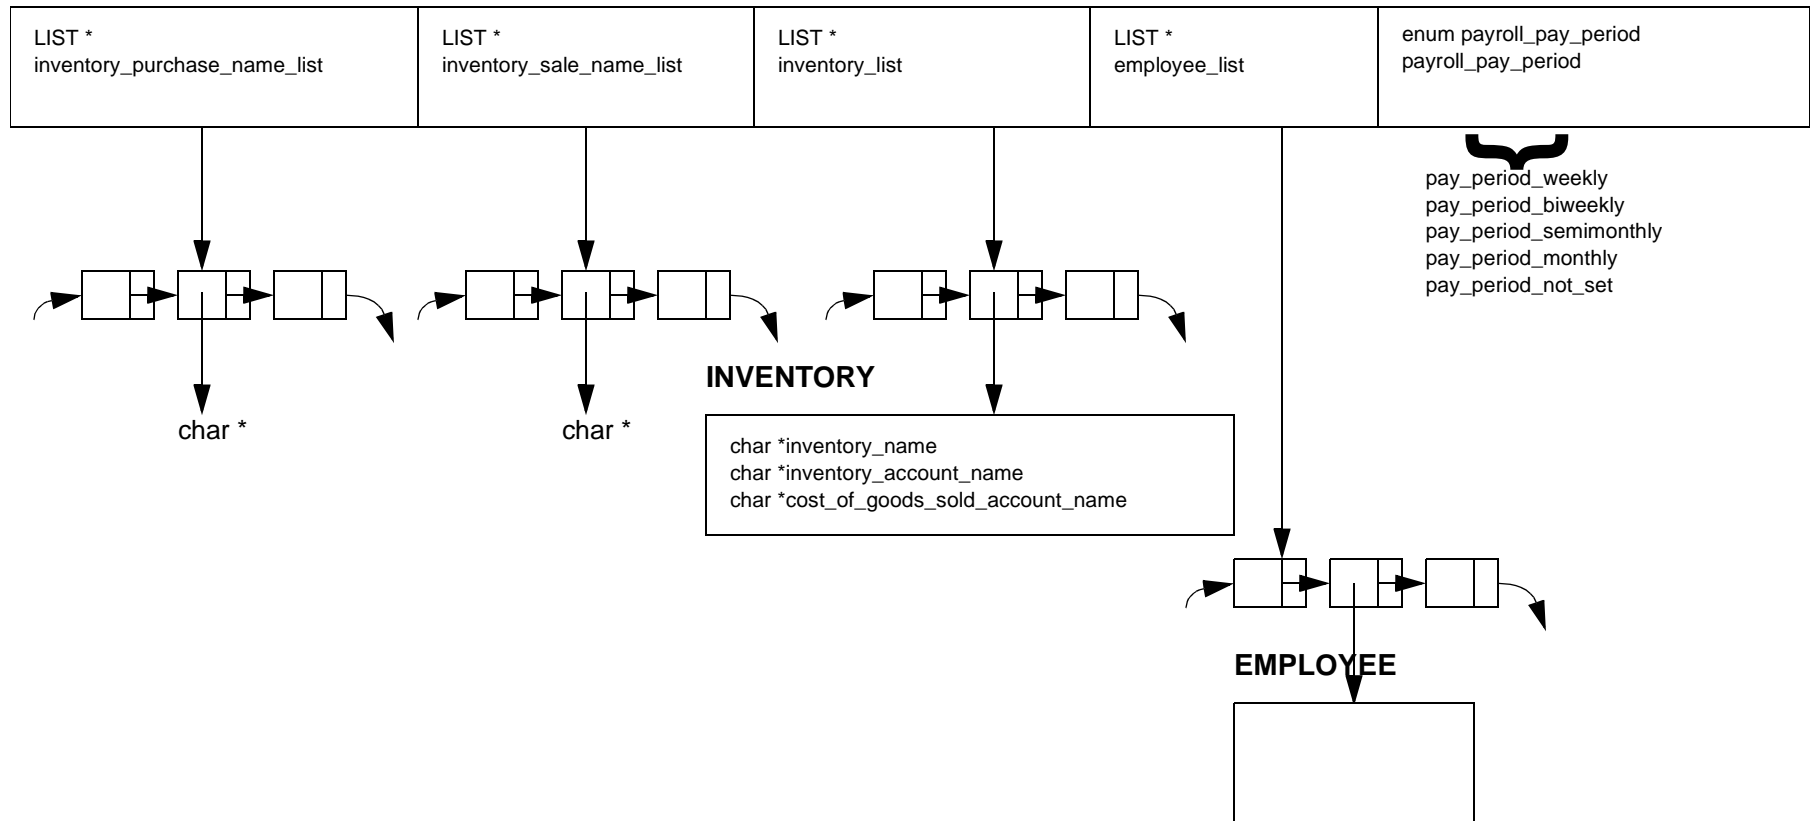 LIST *
inventory_purchase_name_list
LIST *
inventory_sale_name_list
LIST *
inventory_list
LIST *
employee_list
enum payroll_pay_period
payroll_pay_period
pay_period_weekly
pay_period_biweekly
pay_period_semimonthly
pay_period_monthly
pay_period_not_set
char *
char *
INVENTORY
char *inventory_name
char *inventory_account_name
char *cost_of_goods_sold_account_name
EMPLOYEE